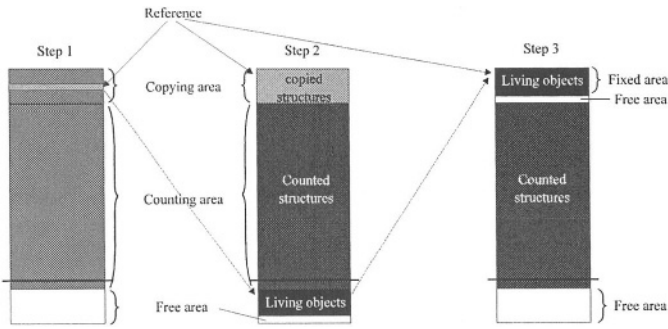 Reference
Step 1
Step 2
Step 3
Copying area
copied
structures
Living objects
Fixed area
Free area
Counting area
Counted
structures
Counted
structures
Free area
Living objects
Free area